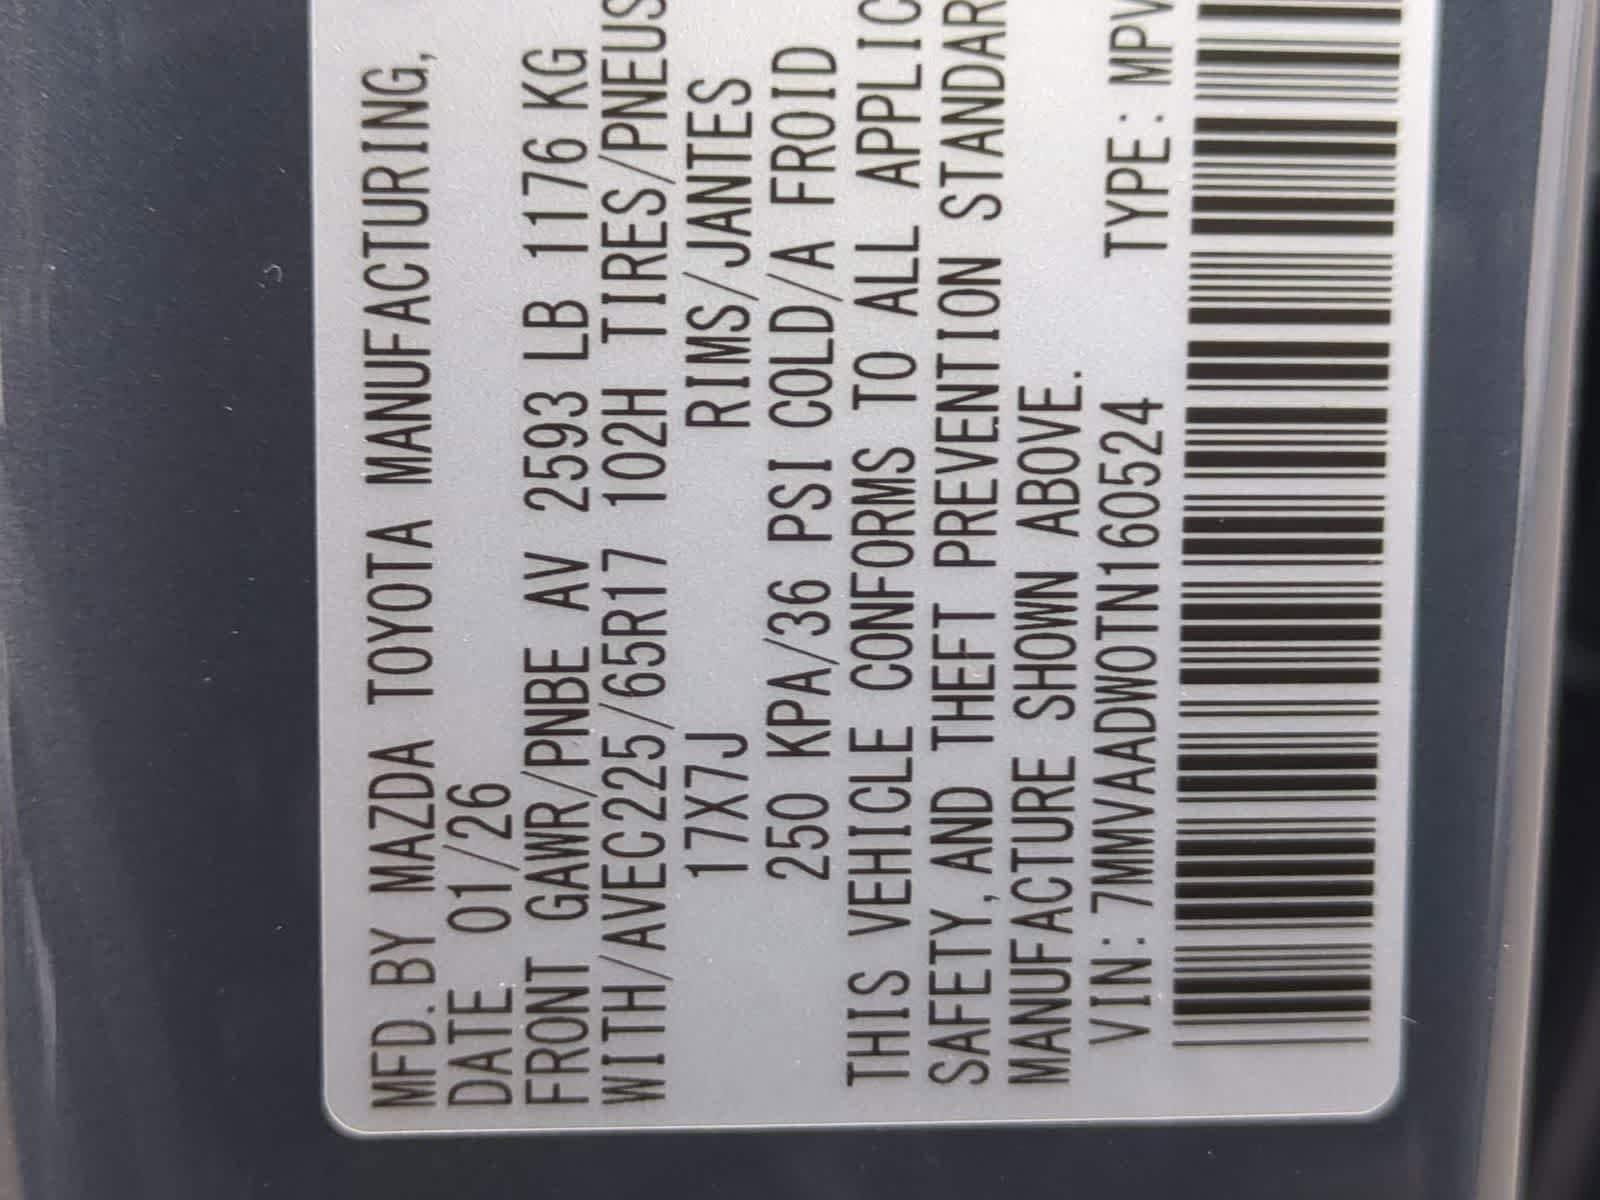 MFD. BY MAZDA TOYOTA MANUFACTURING,
DATE 01/26
FRONT GAWR/PNBE AV 2593 LB 1176 KG
WITH/AVEC225/65R17 102H TIRES/PNEUS
17X7J RIMS/JANTES
250 KPA/36 PSI COLD/A FROID
THIS VEHICLE CONFORMS TO ALL APPLIC
SAFETY, AND THEFT PREVENTION STANDAR
MANUFACTURE SHOWN ABOVE.
VIN: 7MMVAADW0TN160524 TYPE: MPV